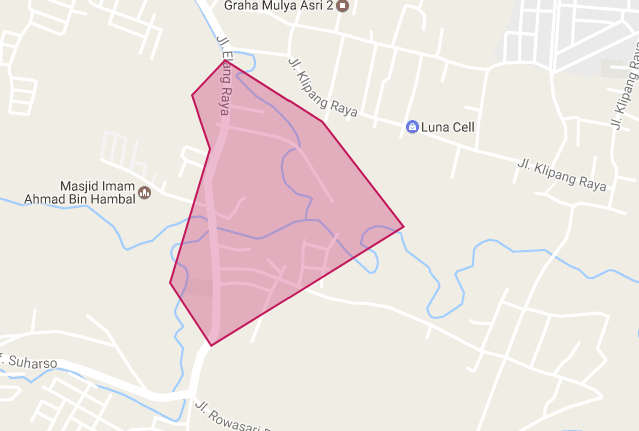 Graha Mulya Asri 2
Jl. Elang Raya
Jl. Klipang Raya
Jl. Klipang Raya
Luna Cell
Jl. Klipang Raya
Masjid Imam
Ahmad Bin Hambal
f. Suharso
Jl. Rowasari